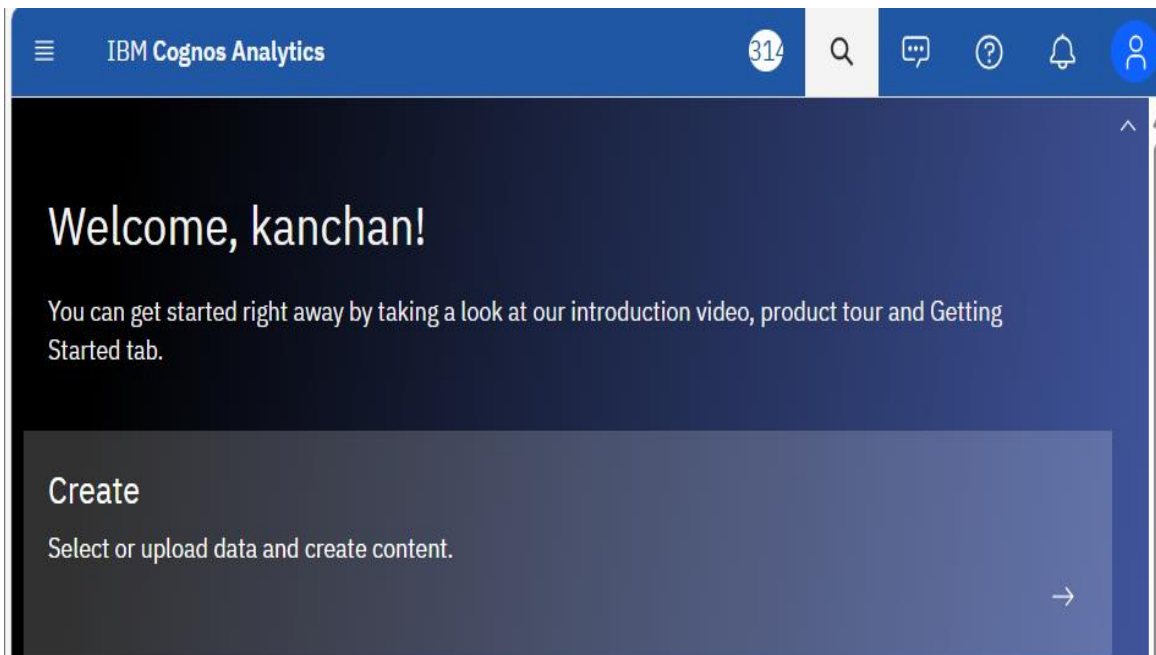 IBM Cognos Analytics
314
Welcome, kanchan!
You can get started right away by taking a look at our introduction video, product tour and Getting
Started tab.
Create
Select or upload data and create content.